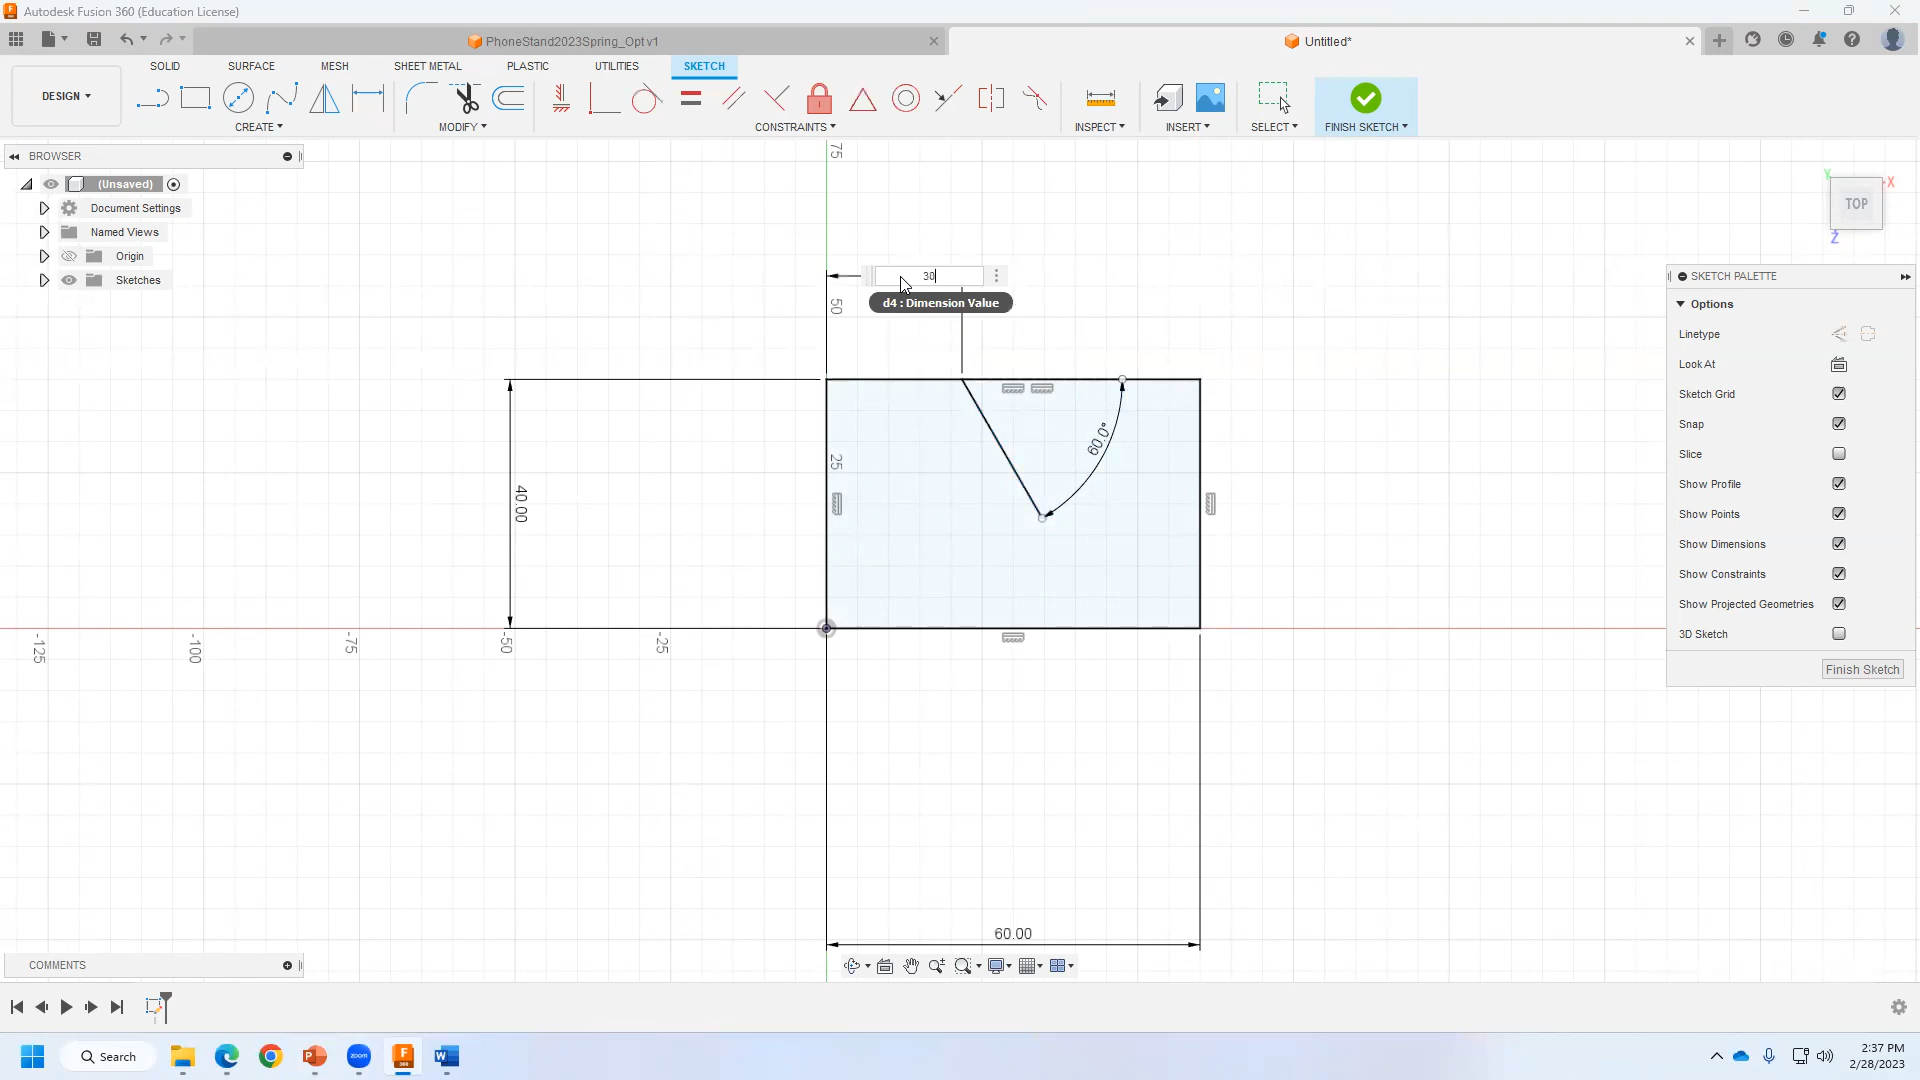 Autodesk Fusion 360 (Education License)
PhoneStand2023Spring_Opt v1
Untitled*
SOLID SURFACE MESH SHEET METAL PLASTIC UTILITIES SKETCH
DESIGN
CREATE MODIFY CONSTRAINTS INSPECT INSERT SELECT FINISH SKETCH
BROWSER
(Unsaved)
Document Settings
Named Views
Origin
Sketches
75
50
25
30
d4 : Dimension Value
60.0°
40.00
60.00
-125
-100
-75
-50
-25
Y
X
TOP
Z
SKETCH PALETTE
Options
Linetype
Look At
Sketch Grid
Snap
Slice
Show Profile
Show Points
Show Dimensions
Show Constraints
Show Projected Geometries
3D Sketch
Finish Sketch
COMMENTS
Search
zoom
F
360
W
P
2:37 PM
2/28/2023